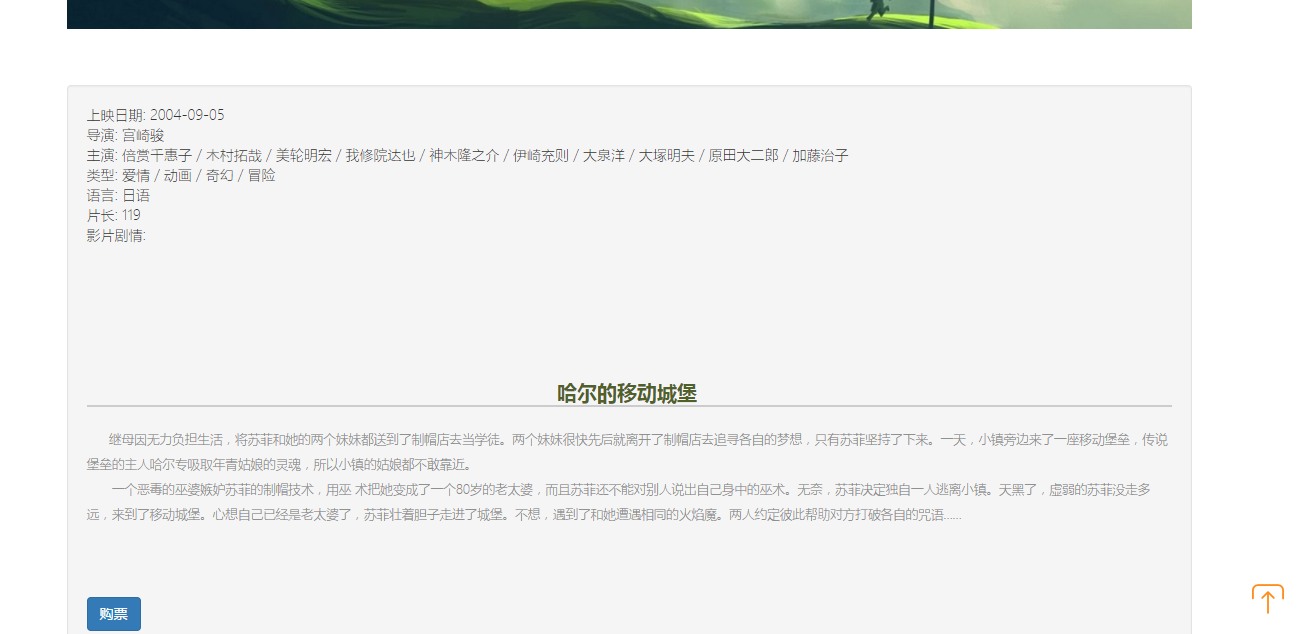 上映日期: 2004-09-05
导演: 宫崎骏
主演: 倍赏千惠子 / 木村拓哉 / 美轮明宏 / 我修院达也 / 神木隆之介 / 伊崎充则 / 大泉洋 / 大塚明夫 / 原田大二郎 / 加藤治子
类型: 爱情 / 动画 / 奇幻 / 冒险
语言: 日语
片长: 119
影片剧情:
哈尔的移动城堡
继母因无力负担生活，将苏菲和她的两个妹妹都送到了制帽店去当学徒。两个妹妹很快先后就离开了制帽店去追寻各自的梦想，只有苏菲坚持了下来。一天，小镇旁边来了一座移动堡垒，传说
堡垒的主人哈尔专吸取年青姑娘的灵魂，所以小镇的姑娘都不敢靠近。
一个恶毒的巫婆嫉妒苏菲的制帽技术，用巫 术把她变成了一个80岁的老太婆，而且苏菲还不能对别人说出自己身中的巫术。无奈，苏菲决定独自一人逃离小镇。天黑了，虚弱的苏菲没走多
远，来到了移动城堡。心想自己已经是老太婆了，苏菲壮着胆子走进了城堡。不想，遇到了和她遭遇相同的火焰魔。两人约定彼此帮助对方打破各自的咒语……
购票